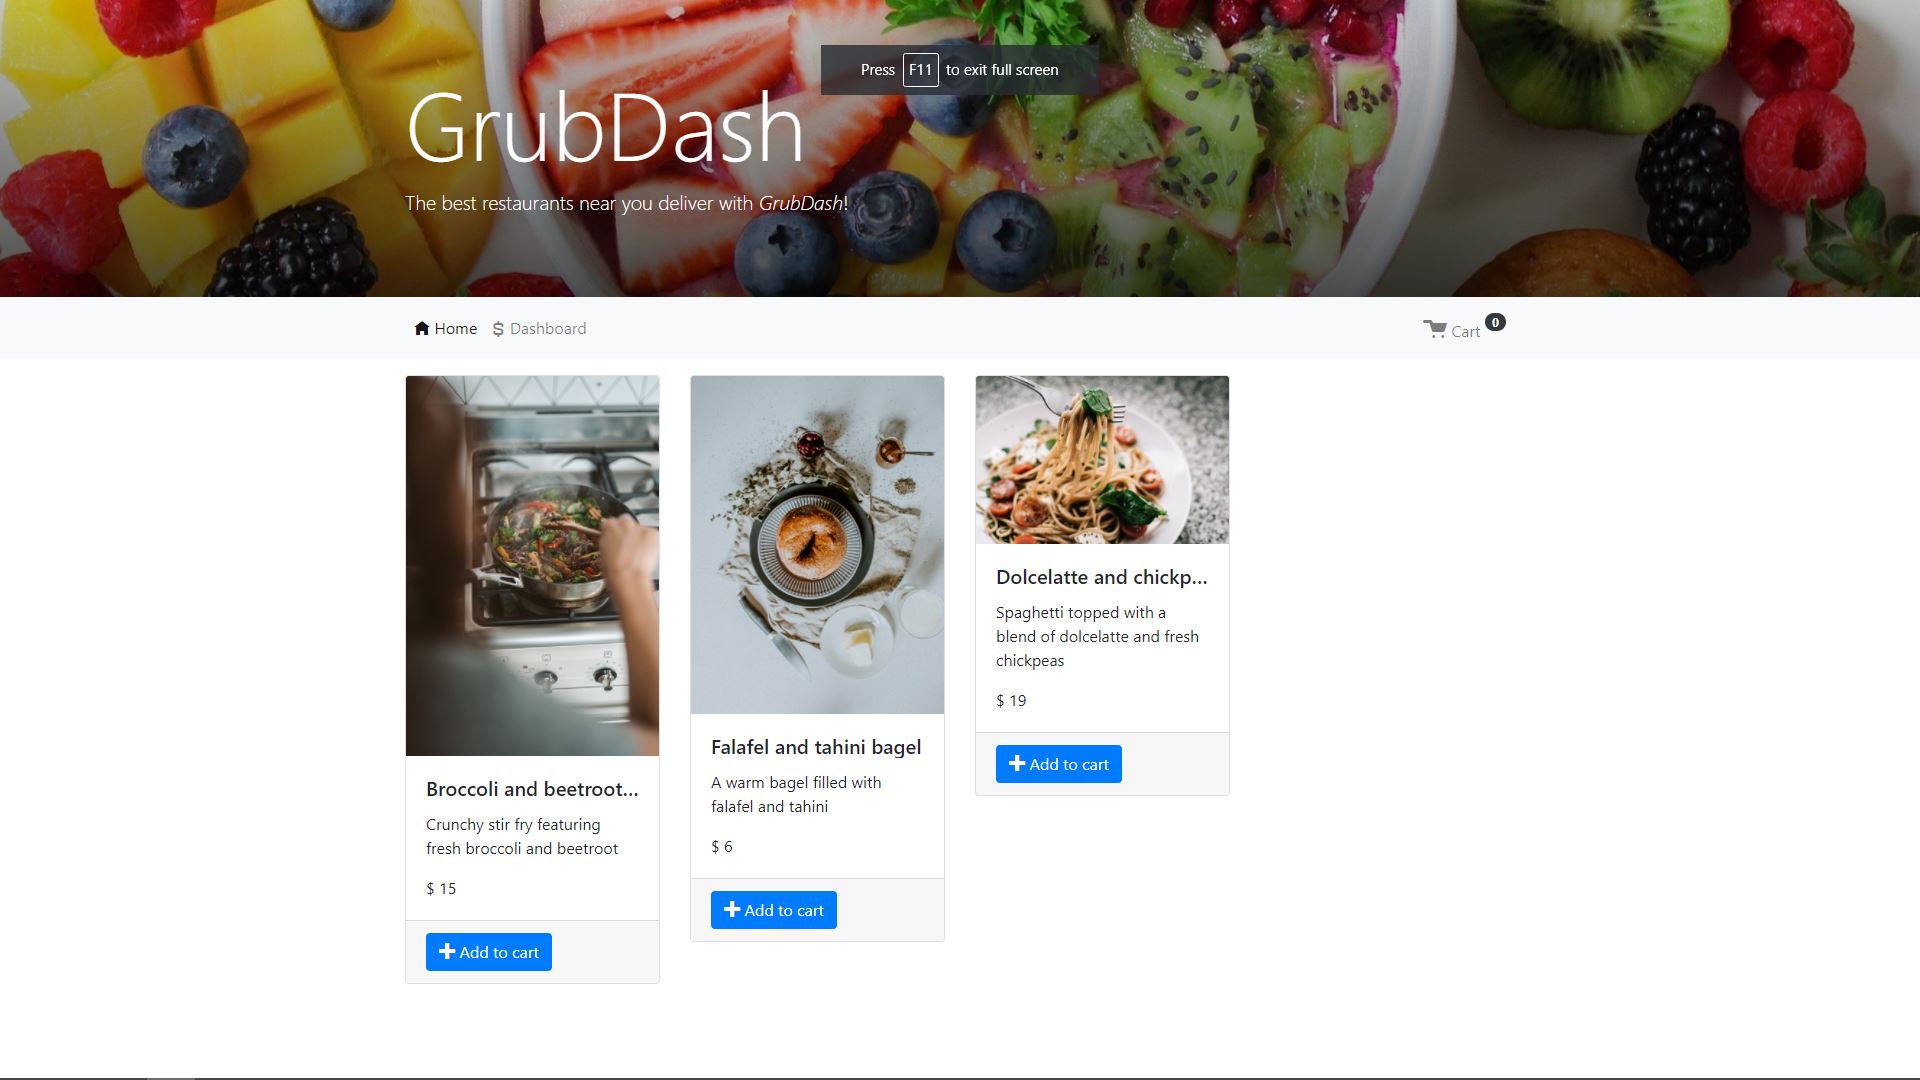 Press F11 to exit full screen
GrubDash
The best restaurants near you deliver with GrubDash!
Home
$ Dashboard
Cart 0
Broccoli and beetroot...
Crunchy stir fry featuring
fresh broccoli and beetroot
$ 15
Add to cart
Falafel and tahini bagel
A warm bagel filled with
falafel and tahini
$ 6
Add to cart
Dolcelatte and chickp...
Spaghetti topped with a
blend of dolcelatte and fresh
chickpeas
$ 19
Add to cart